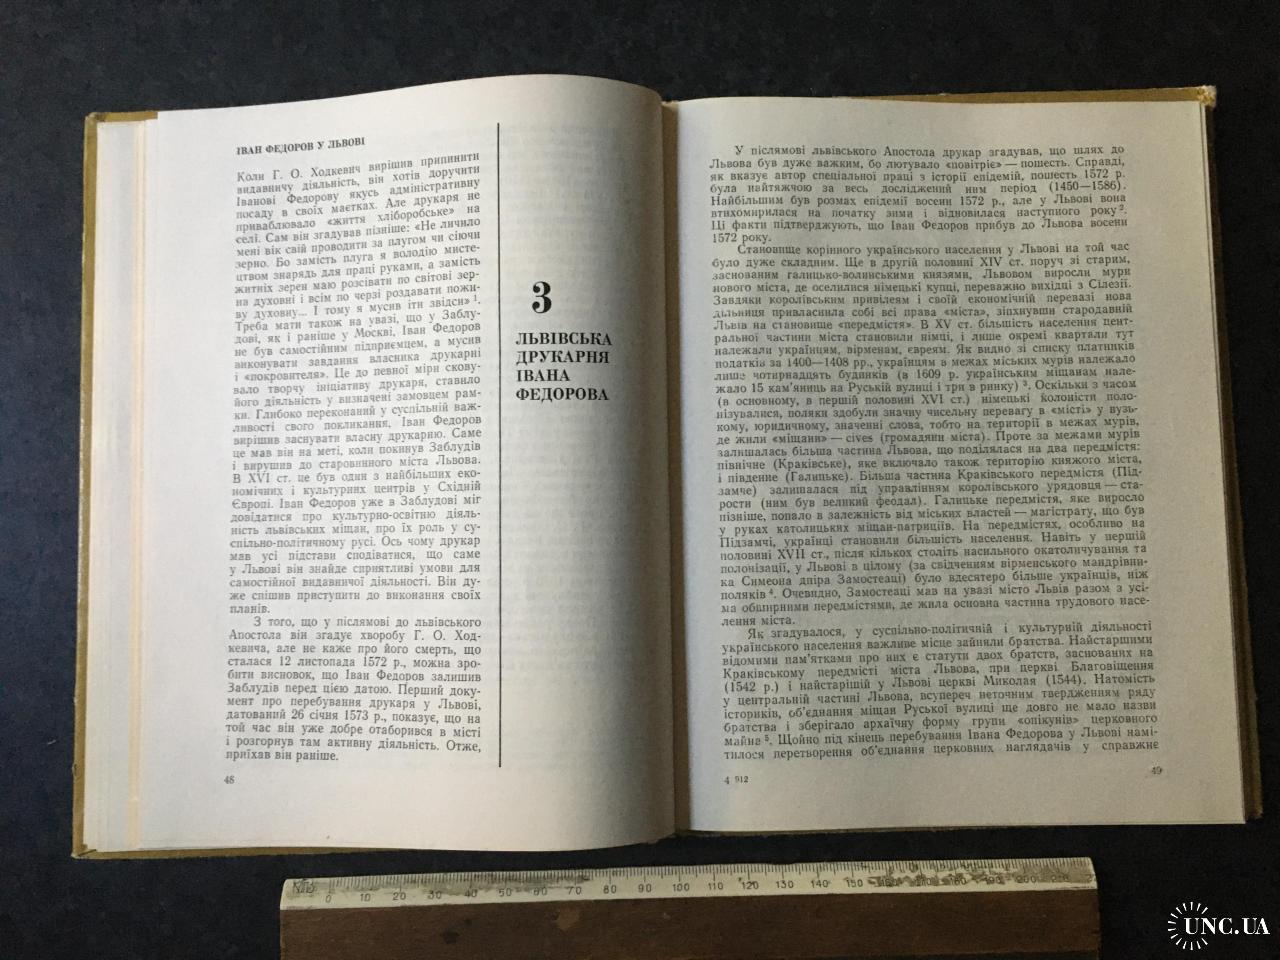 ІВАН ФЕДОРОВ У ЛЬВОВІ
Коли Г. О. Ходкевич вирішив припинити
видавничу діяльність, він хотів доручити
Іванові Федорову якусь адміністративну
посаду в своїх маєтках. Але друкаря не
приваблювало «життя хліборобське» на
селі. Сам він згадував пізніше: «Не личило
мені вік свій проводити за плугом чи сіючи
зерно. Бо замість плуга я володію мисте-
цтвом знарядь для праці руками, а замість
житніх зерен маю розсівати по світові зер-
на духовні і всім по черзі роздавати пожи-
ву духовну... І тому я мусив іти звідси» 1.
Треба мати також на увазі, що у Заблу-
дові, як і раніше у Москві, Іван Федоров
не був самостійним підприємцем, а мусив
виконувати завдання власника друкарні
і «покровителя». Це до певної міри скову-
вало творчу ініціативу друкаря, ставило
його діяльність у визначені замовцем рам-
ки. Глибоко переконаний у суспільній важ-
ливості свого покликання, Іван Федоров
вирішив заснувати власну друкарню. Саме
це мав він на меті, коли покинув Заблудів
і вирушив до старовинного міста Львова.
В XVI ст. це був один з найбільших еко-
номічних і культурних центрів у Східній
Європі. Іван Федоров уже в Заблудові міг
довідатися про культурно-освітню діяль-
ність львівських міщан, про їх роль у су-
спільно-політичному русі. Ось чому друкар
мав усі підстави сподіватися, що саме
у Львові він знайде сприятливі умови для
самостійної видавничої діяльності. Він ду-
же спішив приступити до виконання своїх
планів.
З того, що у післямові до львівського
Апостола він згадує хворобу Г. О. Ход-
кевича, але не каже про його смерть, що
сталася 12 листопада 1572 р., можна зро-
бити висновок, що Іван Федоров залишив
Заблудів перед цією датою. Перший доку-
мент про перебування друкаря у Львові,
датований 26 січня 1573 р., показує, що на
той час він уже добре отаборився в місті
і розгорнув там активну діяльність. Отже,
приїхав він раніше.
48
3
ЛЬВІВСЬКА
ДРУКАРНЯ
ІВАНА
ФЕДОРОВА
У післямові львівського Апостола друкар згадував, що шлях до
Львова був дуже важким, бо лютувало «повітріє» — пошесть. Справді,
як вказує автор спеціальної праці з історії епідемій, пошесть 1572 р.
була найтяжчою за весь досліджений ним період (1450—1586).
Найбільшим був розмах епідемії восени 1572 р., але у Львові вона
втихомирилася на початку зими і відновилася наступного року 2.
Ці факти підтверджують, що Іван Федоров прибув до Львова восени
1572 року.
Становище корінного українського населення у Львові на той час
було дуже складним. Ще в другій половині XIV ст. поруч зі старим,
заснованим галицько-волинськими князями, Львовом виросли мури
нового міста, де оселилися німецькі купці, переважно вихідці з Сілезії.
Завдяки королівським привілеям і своїй економічній перевазі нова
дільниця привласнила собі всі права «міста», зіпхнувши стародавній
Львів на становище «передмістя». В XV ст. більшість населення цент-
ральної частини міста становили німці, і лише окремі квартали тут
належали українцям, вірменам, євреям. Як видно зі списку платників
податків за 1400—1408 рр., українцям в межах міських мурів належало
лише чотирнадцять будинків (в 1609 р. українським міщанам нале-
жало 15 кам'яниць на Руській вулиці і три в ринку) 3. Оскільки з часом
(в основному, в першій половині XVI ст.) німецькі колоністи поло-
нізувалися, поляки здобули значну чисельну перевагу в «місті» у вузь-
кому, юридичному, значенні слова, тобто на території в межах мурів,
де жили «міщани» — cives (громадяни міста). Проте за межами мурів
залишалась більша частина Львова, що поділялася на два передмістя:
північне (Краківське), яке включало також територію княжого міста,
і південне (Галицьке). Більша частина Краківського передмістя (Під-
замче) залишалася під управлінням королівського урядовця — ста-
рости (ним був великий феодал). Галицьке передмістя, яке виросло
пізніше, попало в залежність від міських властей — магістрату, що був
у руках католицьких міщан-патриціїв. На передмістях, особливо на
Підзамчі, українці становили більшість населення. Навіть у першій
половині XVII ст., після кількох століть насильного окатоличування та
полонізації, у Львові в цілому (за свідченням вірменського мандрівни-
ка Симеона дпіра Замостеаці) було вдесятеро більше українців, ніж
поляків 4. Очевидно, Замостеаці мав на увазі місто Львів разом з усі-
ма обширними передмістями, де жила основна частина трудового насе-
лення міста.
Як згадувалося, у суспільно-політичній і культурній діяльності
українського населення важливе місце зайняли братства. Найстаршими
відомими пам'ятками про них є статути двох братств, заснованих на
Краківському передмісті міста Львова, при церкві Благовіщення
(1542 р.) і найстарішій у Львові церкві Миколая (1544). Натомість
у центральній частині Львова, всупереч неточним твердженням ряду
істориків, об'єднання міщан Руської вулиці ще довго не мало назви
братства і зберігало архаїчну форму групи «опікунів» церковного
майна 5. Щойно під кінець перебування Івана Федорова у Львові намі-
тилося перетворення об'єднання церковних наглядачів у справжнє
4 912
49
0 10 20 30 40 50 60 70 80 90 100 110 120 130 140 150 160 170 180 190 200 210
UNC.UA